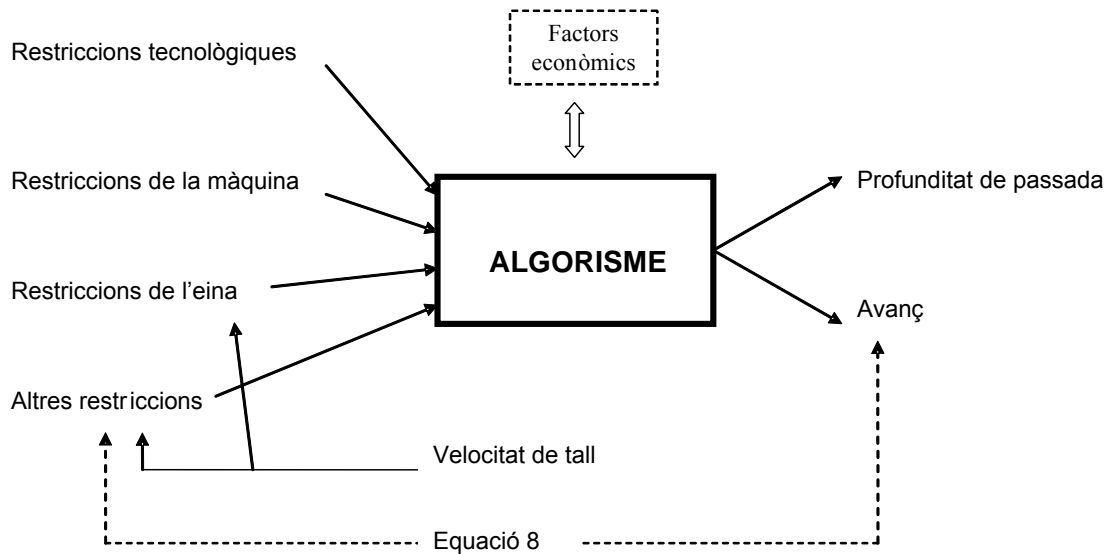 Factors
econòmics
Restriccions tecnològiques
Restriccions de la màquina
Restriccions de l’eina
Altres restriccions
ALGORISME
Profunditat de passada
Avanç
Velocitat de tall
Equació 8